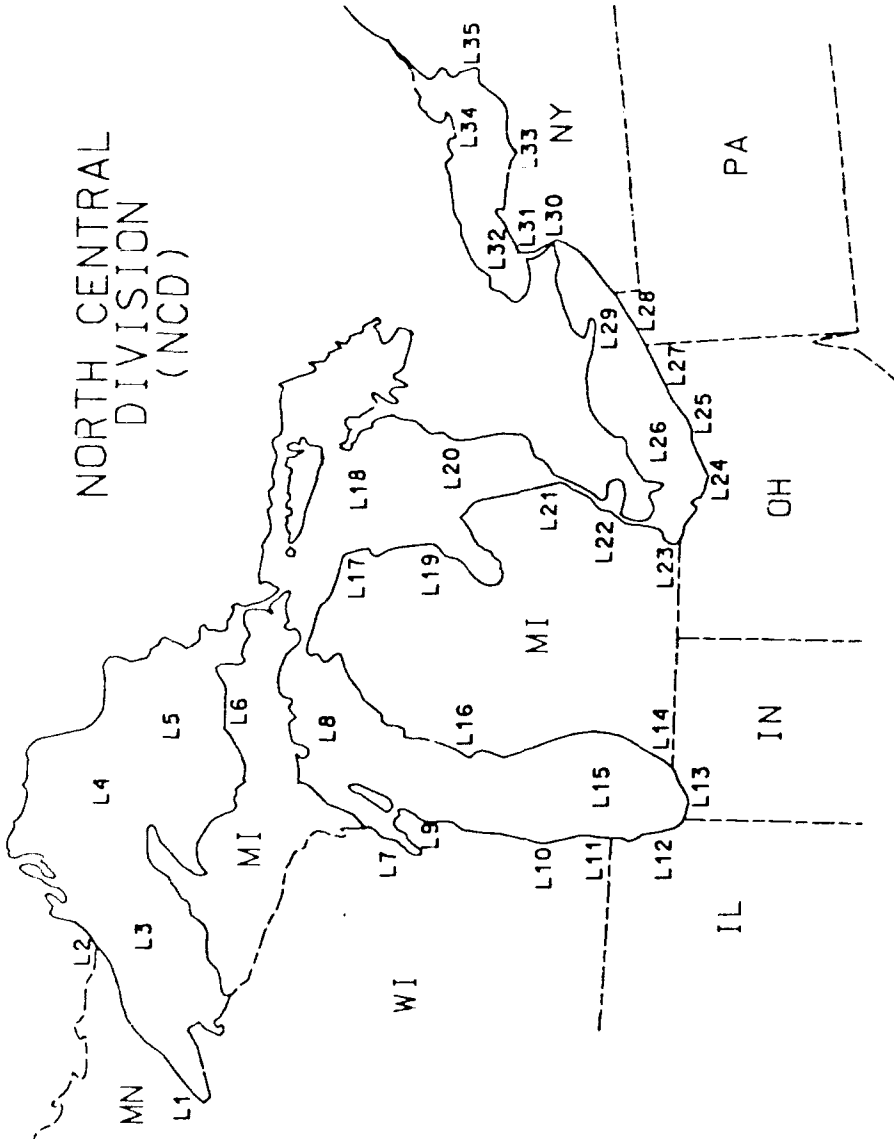 NORTH CENTRAL
DIVISION
(NCD)
L1
L2
L3
L4
L5
L6
L7
L8
L9
L10
L11
L12
L13
L14
L15
L16
L17
L18
L19
L20
L21
L22
L23
L24
L25
L26
L27
L28
L29
L30
L31
L32
L33
L34
L35
MN
WI
MI
MI
IL
IN
OH
PA
NY